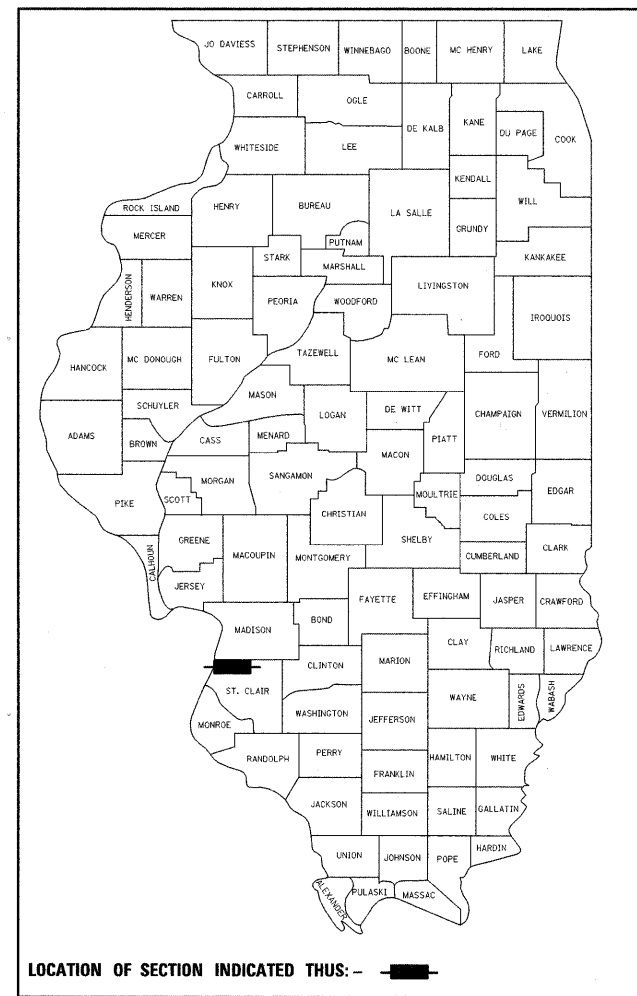 JO DAVIESS STEPHENSON WINNEBAGO BOONE MC HENRY LAKE
CARROLL OGLE DE KALB KANE DU PAGE COOK
WHITESIDE LEE
KENDALL WILL
ROCK ISLAND HENRY BUREAU LA SALLE
MERCER PUTNAM GRUNDY
STARK MARSHALL KANKAKEE
HENDERSON WARREN KNOX PEORIA WOODFORD LIVINGSTON
IROQUOIS
HANCOCK MC DONOUGH FULTON TAZEWELL MC LEAN FORD
MASON
SCHUYLER LOGAN DE WITT CHAMPAIGN VERMILION
ADAMS BROWN CASS MENARD MACON PIATT
MORGAN SANGAMON DOUGLAS
PIKE SCOTT CHRISTIAN MOULTRIE COLES EDGAR
GREENE MACOUPIN MONTGOMERY SHELBY CUMBERLAND CLARK
CALHOUN JERSEY
FAYETTE EFFINGHAM JASPER CRAWFORD
MADISON BOND
CLAY RICHLAND LAWRENCE
CLINTON MARION
ST. CLAIR WAYNE EDWARDS WABASH
MONROE WASHINGTON JEFFERSON
RANDOLPH PERRY HAMILTON WHITE
FRANKLIN
JACKSON WILLIAMSON SALINE GALLATIN
UNION JOHNSON POPE HARDIN
ALEXANDER PULASKI MASSAC
LOCATION OF SECTION INDICATED THUS: -